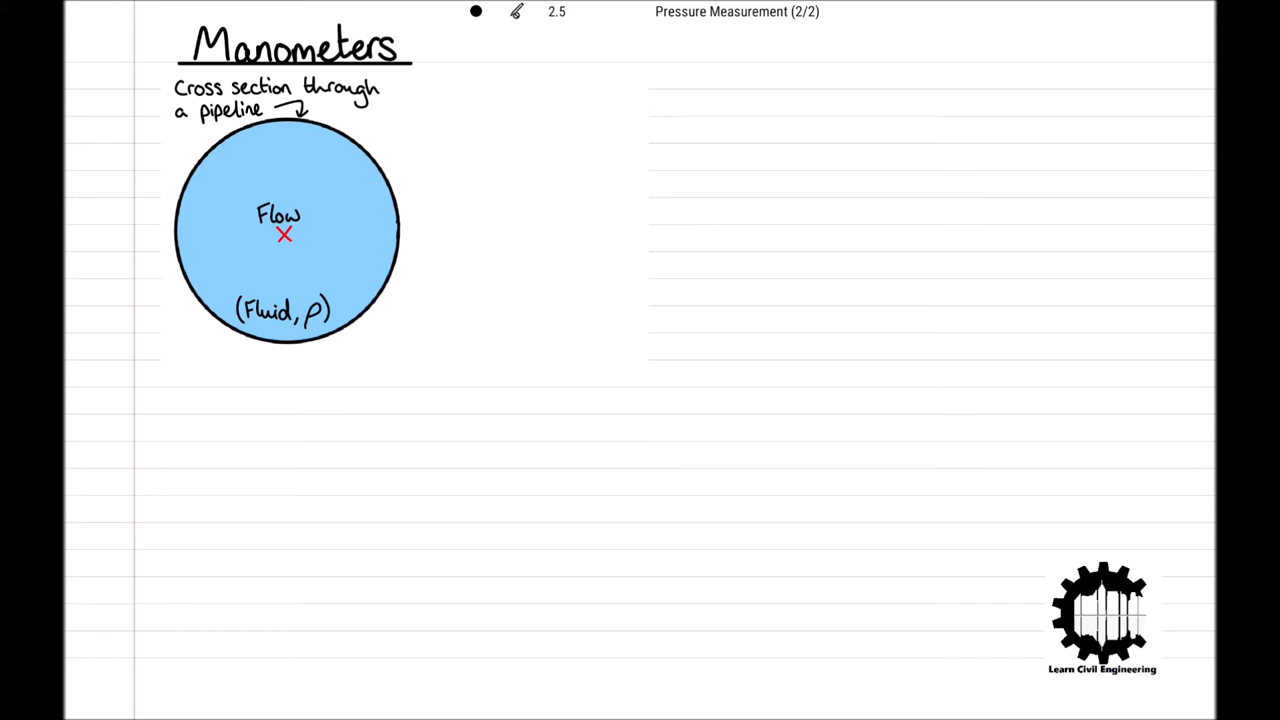 2.5 Pressure Measurement (2/2)
Manometers
Cross section through
a pipeline
Flow
(Fluid, ρ)
Learn Civil Engineering